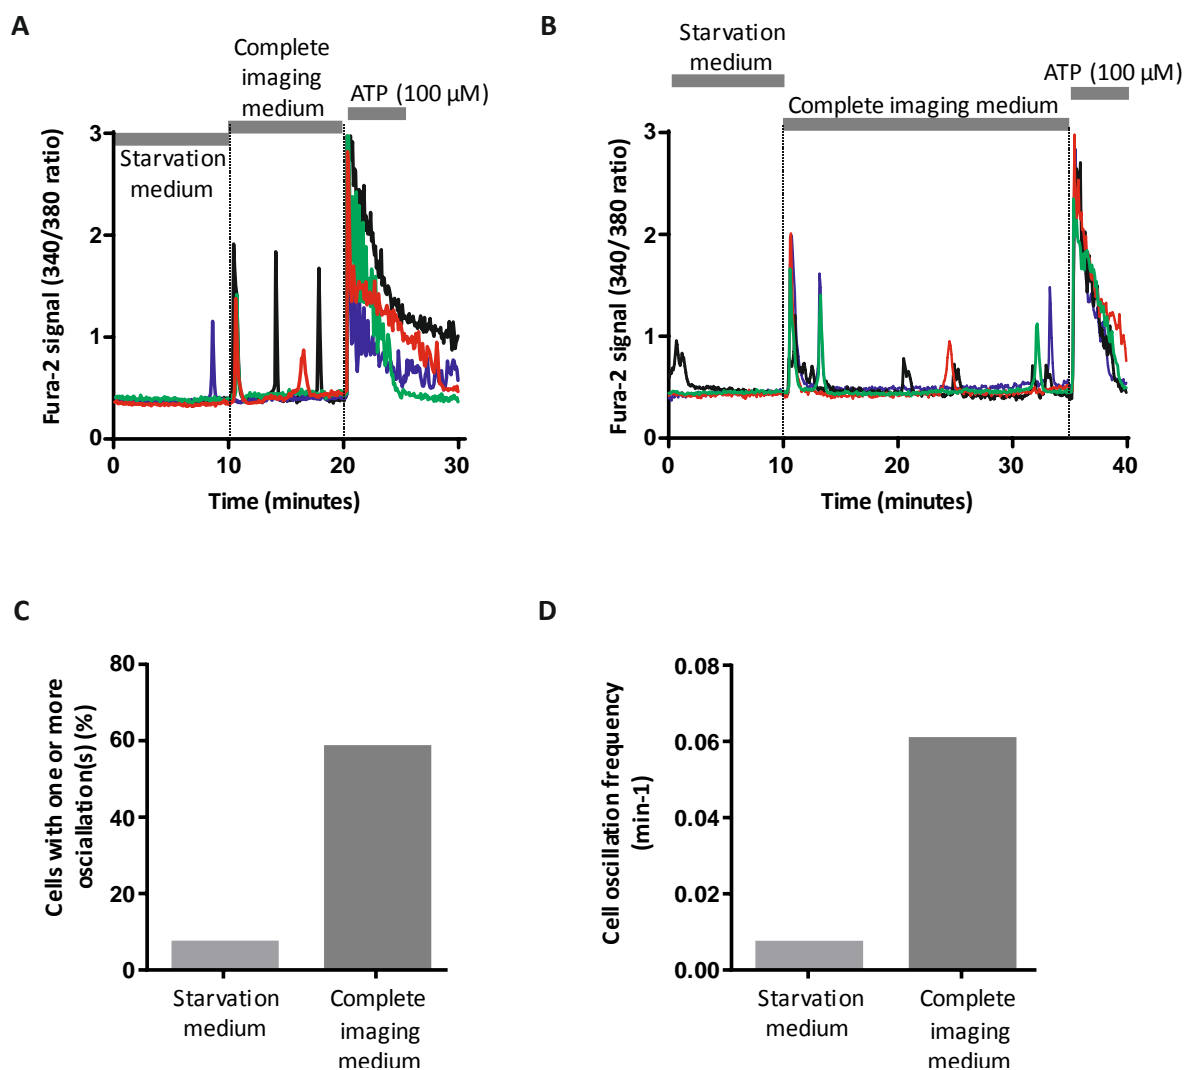 A
Complete
imaging
medium
ATP (100 µM)
Starvation
medium
Fura-2 signal (340/380 ratio)
3
2
1
0
0
10
20
30
Time (minutes)
B
Starvation
medium
ATP (100 µM)
Complete imaging medium
Fura-2 signal (340/380 ratio)
3
2
1
0
0
10
20
30
40
Time (minutes)
C
Cells with one or more
osciallation(s) (%)
80
60
40
20
0
Starvation
medium
Complete
imaging
medium
D
Cell oscillation frequency
(min-1)
0.08
0.06
0.04
0.02
0.00
Starvation
medium
Complete
imaging
medium